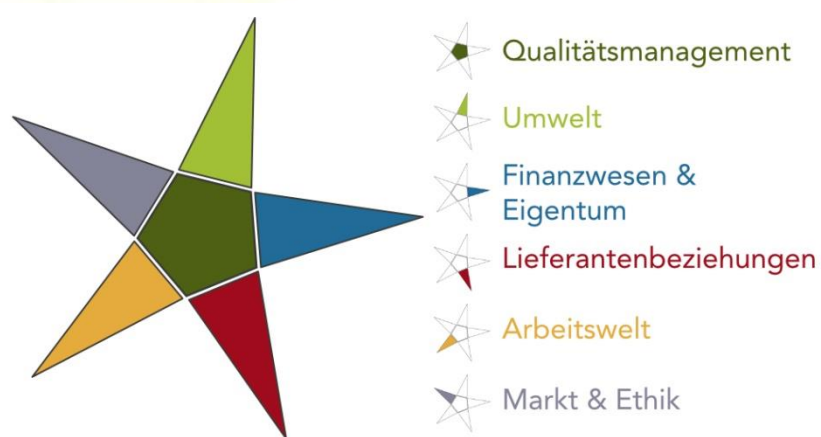 Qualitätsmanagement
Umwelt
Finanzwesen &
Eigentum
Lieferantenbeziehungen
Arbeitswelt
Markt & Ethik